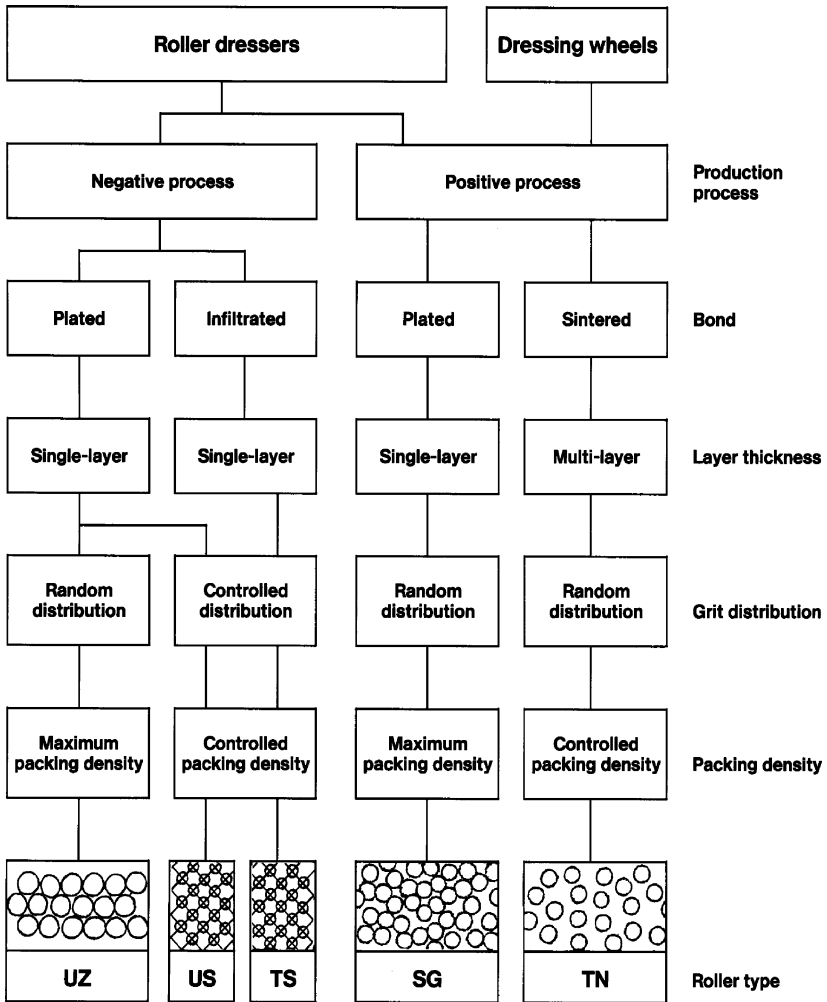 Roller dressers
Dressing wheels
Negative process
Positive process
Production
process
Plated
Infiltrated
Plated
Sintered
Bond
Single-layer
Single-layer
Single-layer
Multi-layer
Layer thickness
Random
distribution
Controlled
distribution
Random
distribution
Random
distribution
Grit distribution
Maximum
packing density
Controlled
packing density
Maximum
packing density
Controlled
packing density
Packing density
UZ
US
TS
SG
TN
Roller type